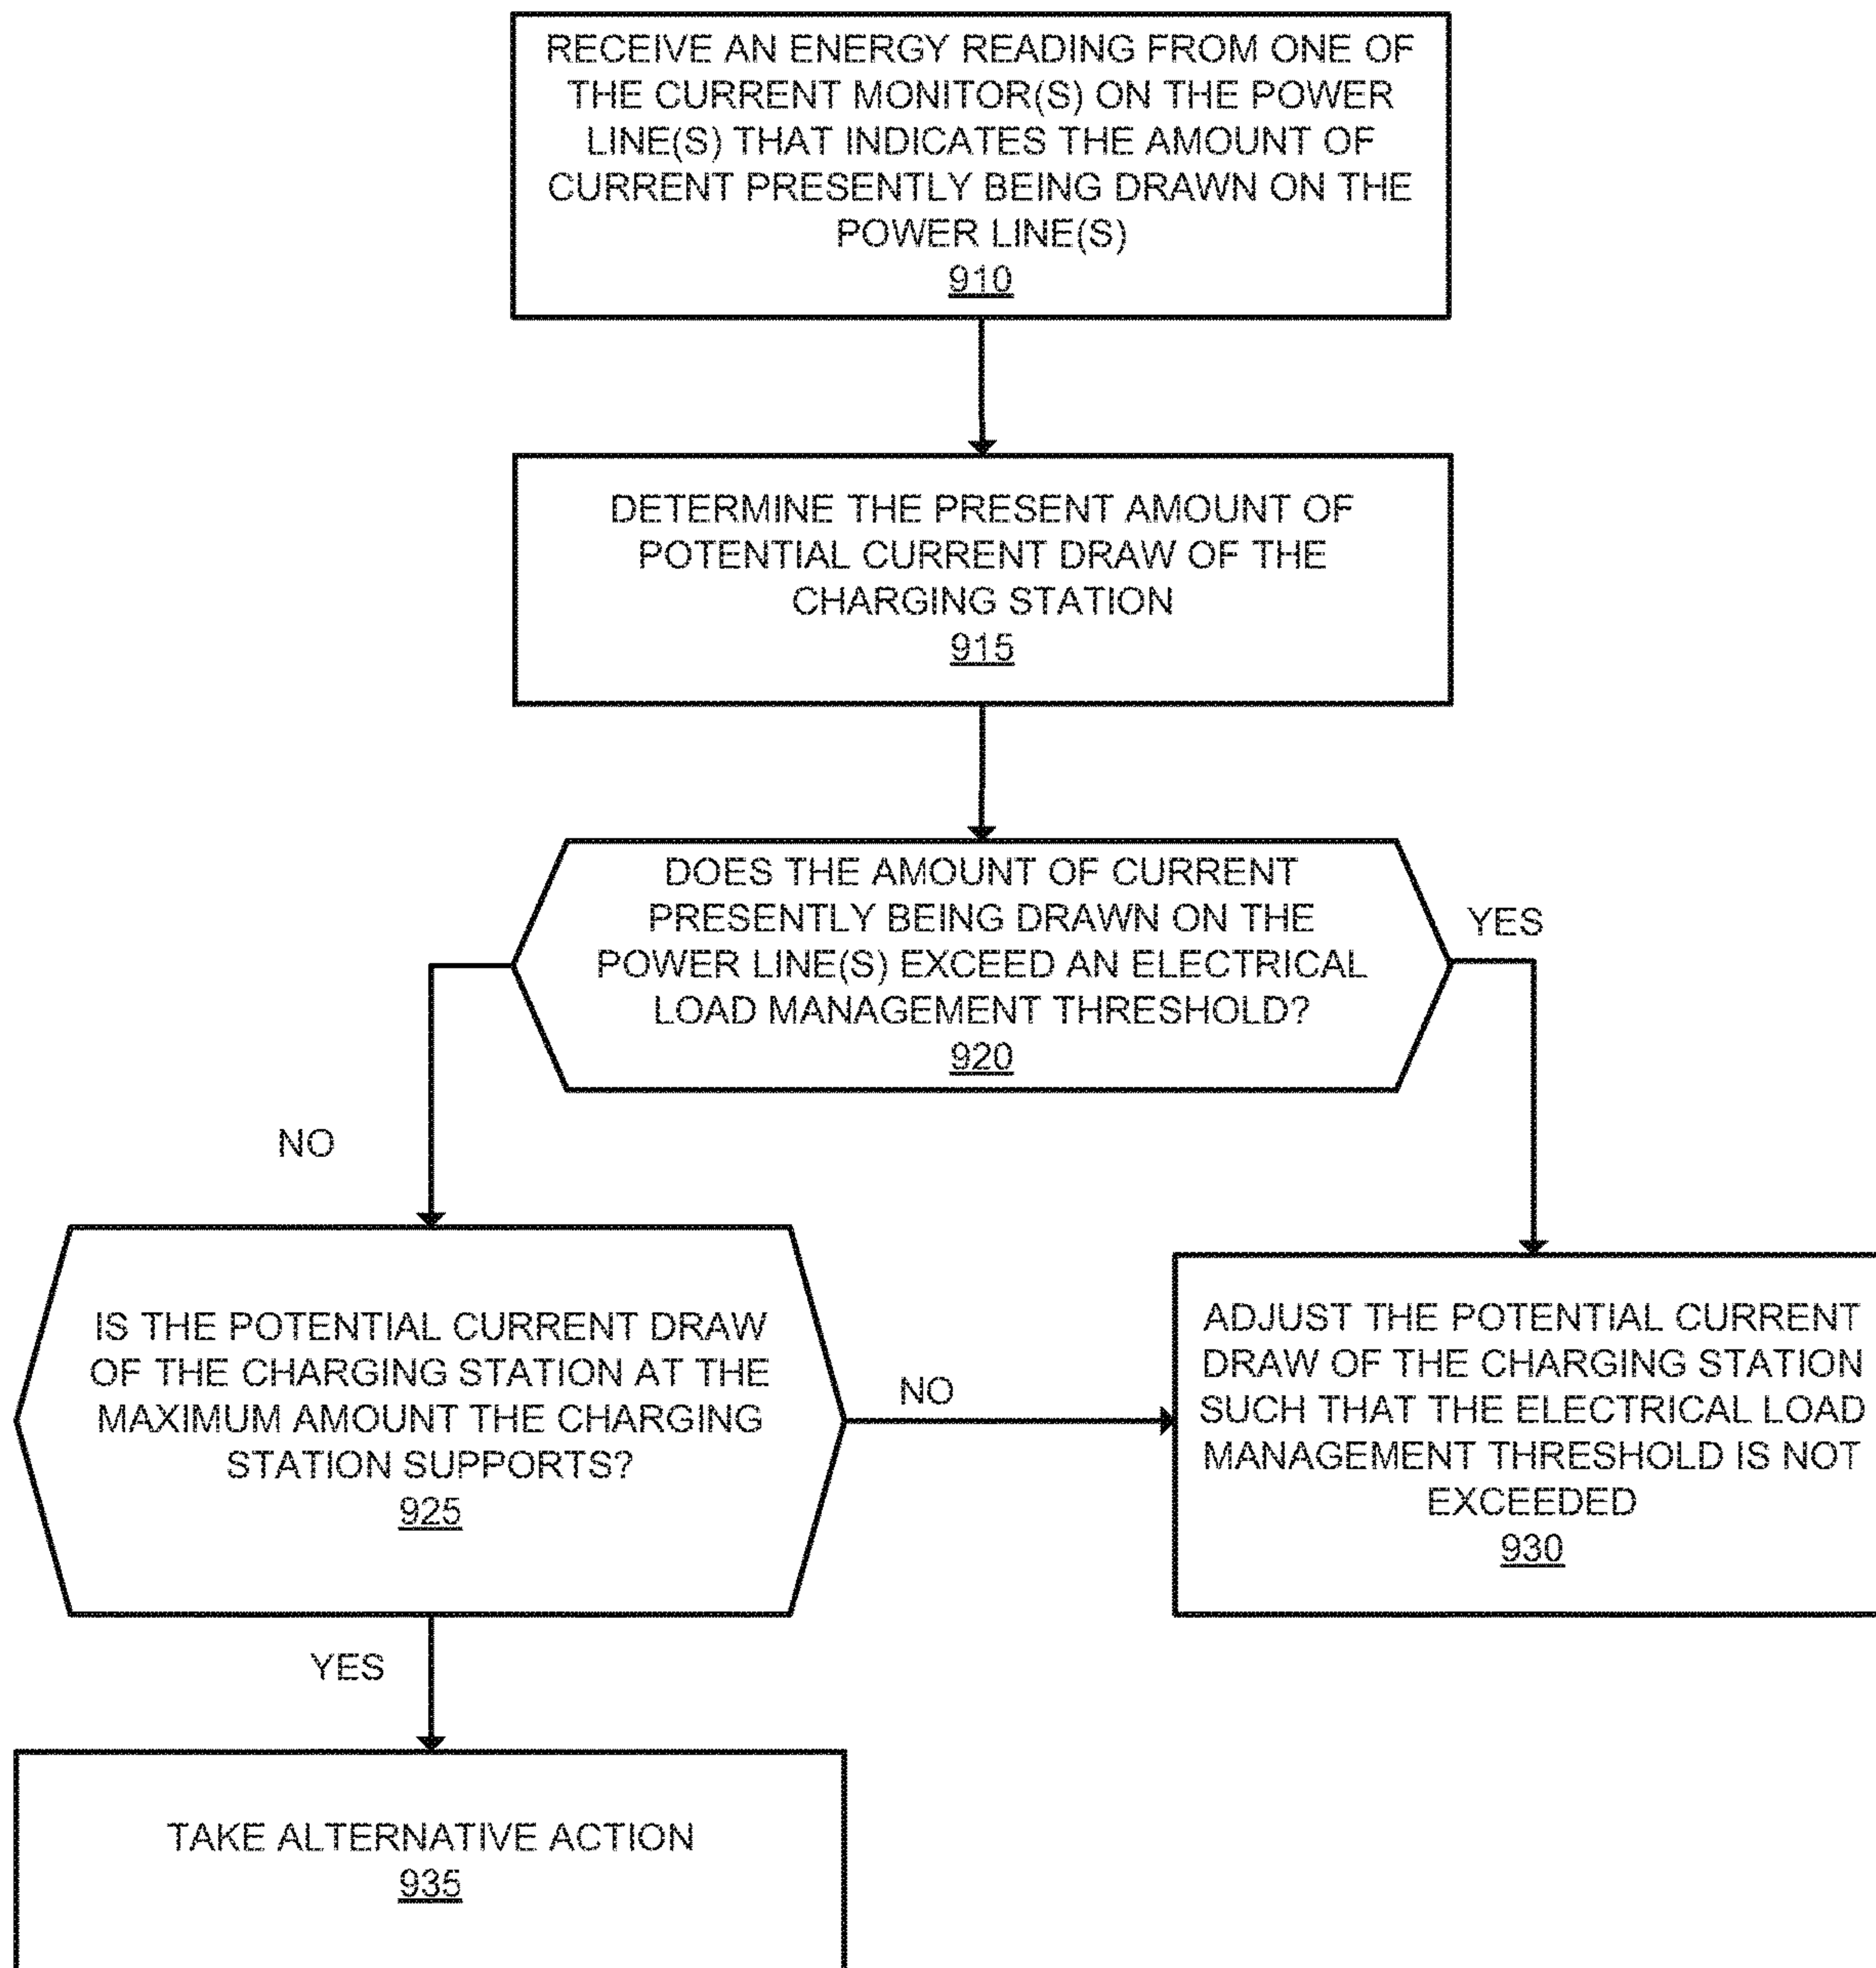 RECEIVE AN ENERGY READING FROM ONE OF
THE CURRENT MONITOR(S) ON THE POWER
LINE(S) THAT INDICATES THE AMOUNT OF
CURRENT PRESENTLY BEING DRAWN ON THE
POWER LINE(S)
910
DETERMINE THE PRESENT AMOUNT OF
POTENTIAL CURRENT DRAW OF THE
CHARGING STATION
915
DOES THE AMOUNT OF CURRENT
PRESENTLY BEING DRAWN ON THE
POWER LINE(S) EXCEED AN ELECTRICAL
LOAD MANAGEMENT THRESHOLD?
920
YES
NO
IS THE POTENTIAL CURRENT DRAW
OF THE CHARGING STATION AT THE
MAXIMUM AMOUNT THE CHARGING
STATION SUPPORTS?
925
NO
ADJUST THE POTENTIAL CURRENT
DRAW OF THE CHARGING STATION
SUCH THAT THE ELECTRICAL LOAD
MANAGEMENT THRESHOLD IS NOT
EXCEEDED
930
YES
TAKE ALTERNATIVE ACTION
935